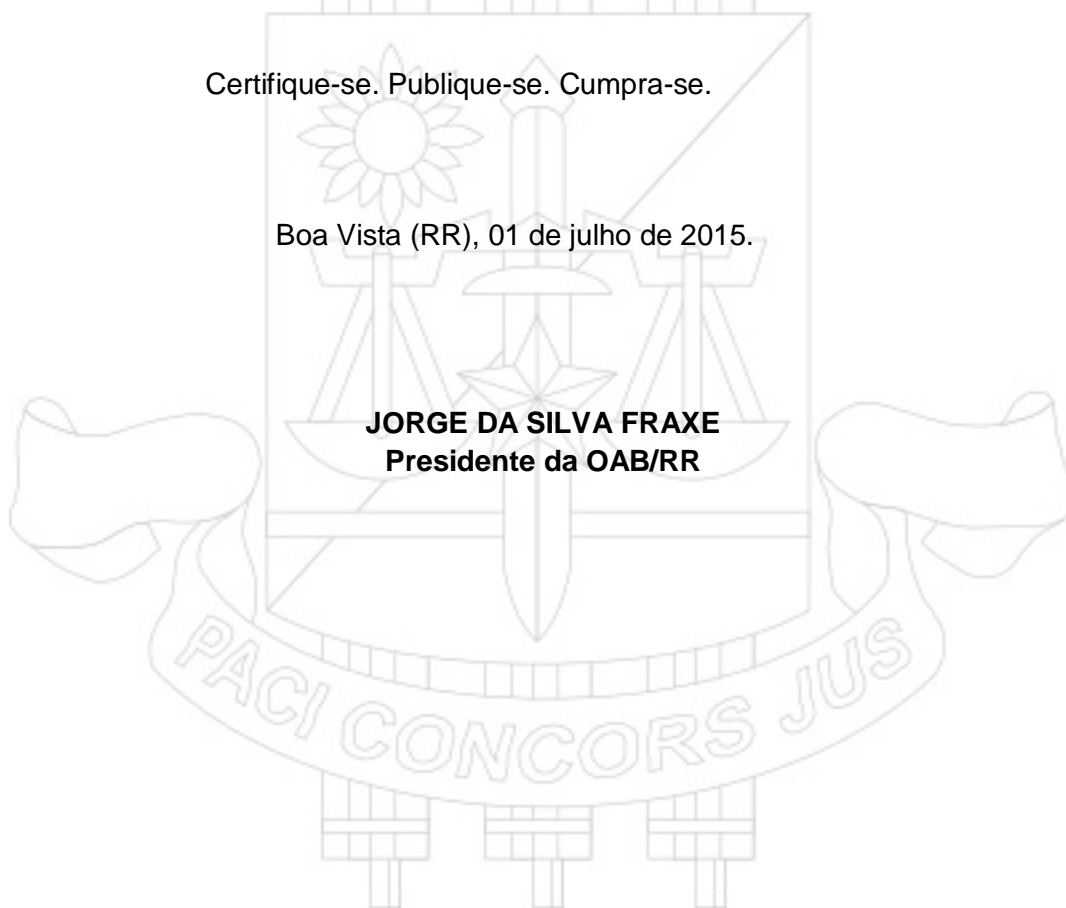 Certifique-se. Publique-se. Cumpra-se.
Boa Vista (RR), 01 de julho de 2015.
JORGE DA SILVA FRAXE
Presidente da OAB/RR
PACI CONCORS JUS